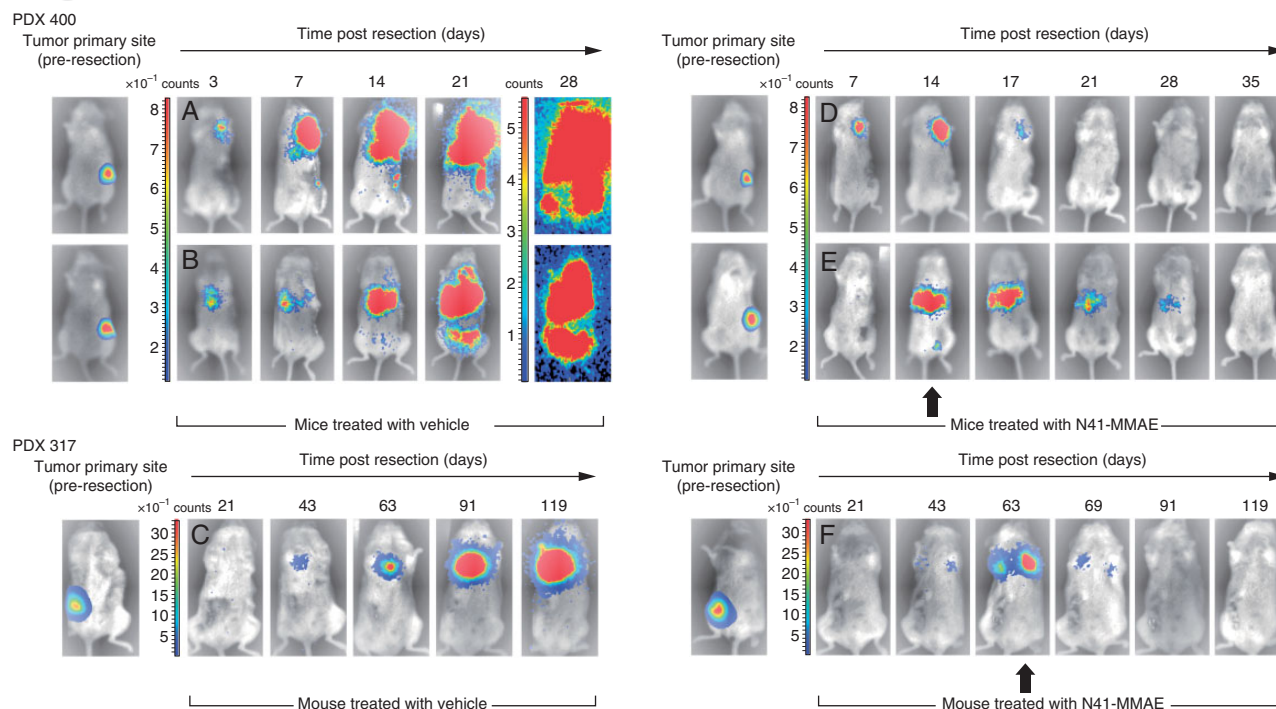 PDX 400
Tumor primary site
(pre-resection)
Time post resection (days)
×10⁻¹ counts 3 7 14 21 counts 28
A
8
7
6
5
4
3
2
5
4
3
2
1
B
Mice treated with vehicle
Tumor primary site
(pre-resection)
Time post resection (days)
×10⁻¹ counts 7 14 17 21 28 35
D
8
7
6
5
4
3
2
E
Mice treated with N41-MMAE
PDX 317
Tumor primary site
(pre-resection)
Time post resection (days)
×10⁻¹ counts 21 43 63 91 119
C
30
25
20
15
10
5
Mouse treated with vehicle
Tumor primary site
(pre-resection)
Time post resection (days)
×10⁻¹ counts 21 43 63 69 91 119
F
30
25
20
15
10
5
Mouse treated with N41-MMAE